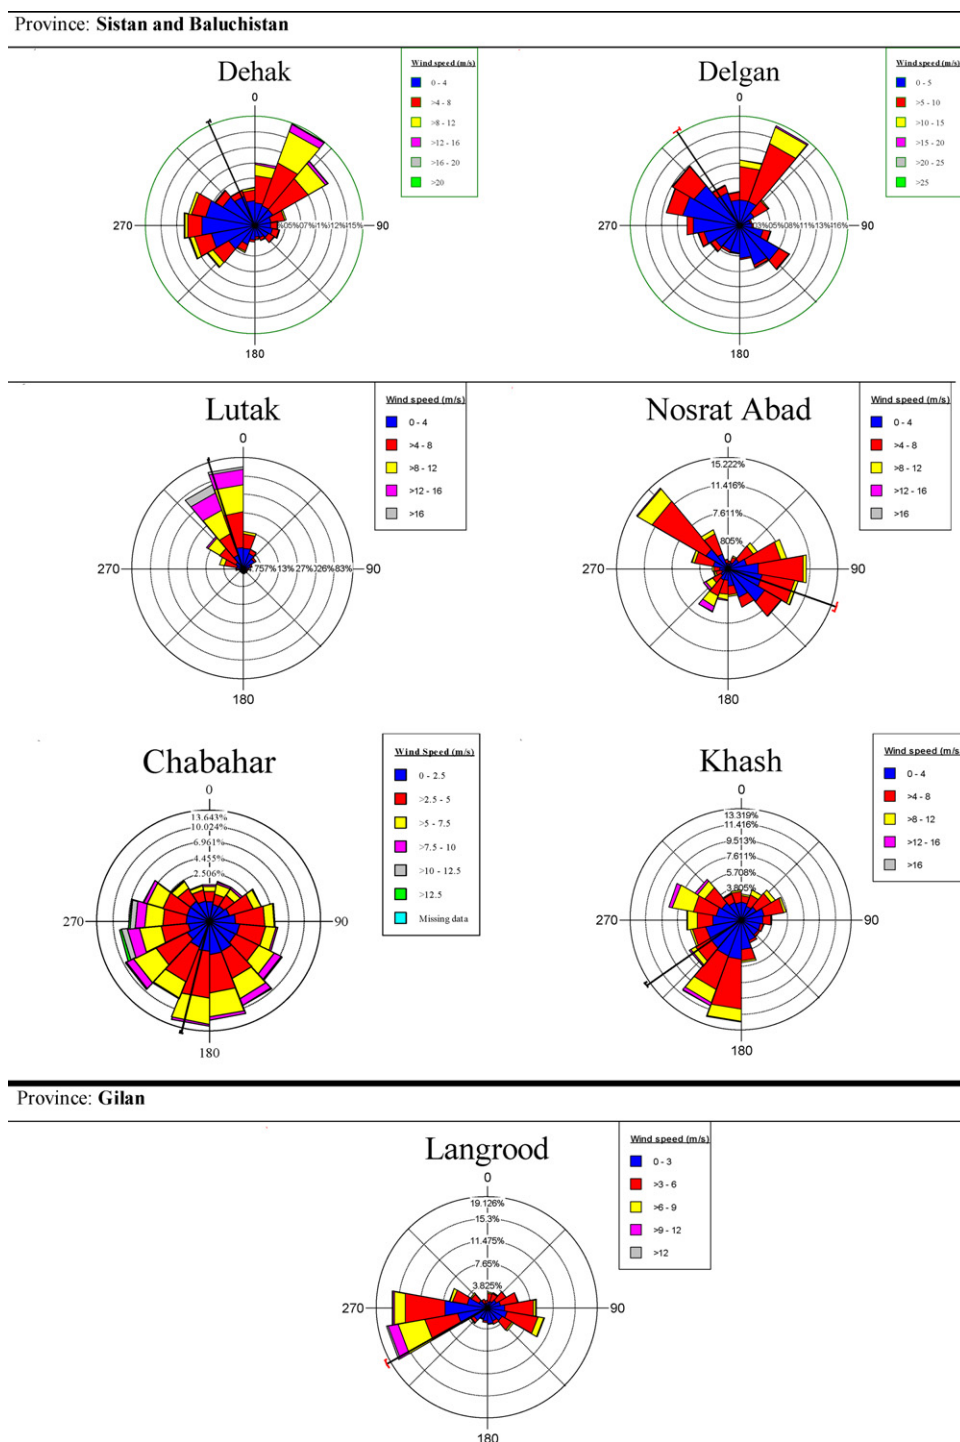 Province: Sistan and Baluchistan
Dehak
0
270
90
180
Wind speed (m/s)
0 - 4
>4 - 8
>8 - 12
>12 - 16
>16 - 20
>20
Delgan
0
270
90
180
Wind speed (m/s)
0 - 5
>5 - 10
>10 - 15
>15 - 20
>20 - 25
>25
Lutak
0
270
90
180
Wind speed (m/s)
0 - 4
>4 - 8
>8 - 12
>12 - 16
>16
Nosrat Abad
0
15.222%
11.416%
7.611%
805%
270
90
180
Wind speed (m/s)
0 - 4
>4 - 8
>8 - 12
>12 - 16
>16
Chabahar
0
13.643%
10.024%
6.961%
4.455%
2.506%
270
90
180
Wind Speed (m/s)
0 - 2.5
>2.5 - 5
>5 - 7.5
>7.5 - 10
>10 - 12.5
>12.5
Missing data
Khash
0
13.319%
11.416%
9.513%
7.611%
5.708%
3.805%
270
90
180
Wind speed (m/s)
0 - 4
>4 - 8
>8 - 12
>12 - 16
>16
Province: Gilan
Langrood
0
19.126%
15.3%
11.475%
7.65%
3.825%
270
90
180
Wind speed (m/s)
0 - 3
>3 - 6
>6 - 9
>9 - 12
>12